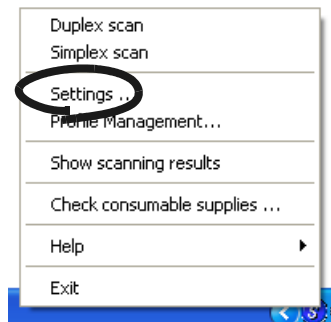 Duplex scan
Simplex scan
Settings ...
Profile Management...
Show scanning results
Check consumable supplies ...
Help
Exit
S